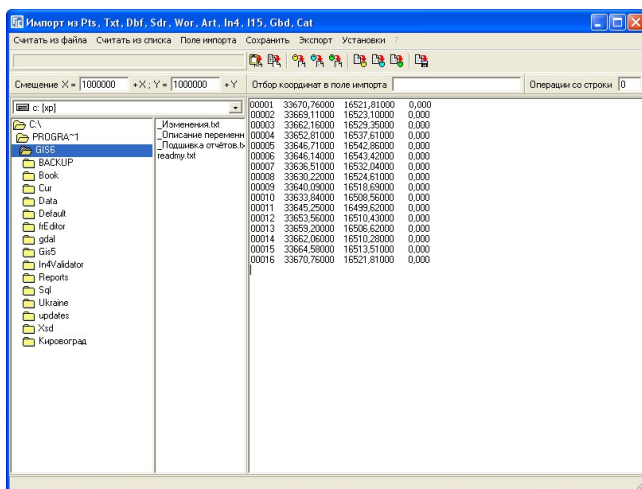 Импорт из Pts, Txt, Dbf, Sdr, Wor, Art, In4, I15, Gbd, Cat
Считать из файла Считать из списка Поле импорта Сохранить Экспорт Установки ?
Смещение X = 1000000 +X ; Y = 1000000 +Y Отбор координат в поле импорта Операции со строки 0
c: [xp]
C:\
PROGRA~1
GIS6
BACKUP
Book
Cur
Data
Default
frEditor
gdal
Gis5
In4Validator
Reports
Sql
Ukraine
updates
Xsd
Кировоград
_Изменения.txt
_Описание переменн
_Подшивка отчётов.tx
readmy.txt
00001 33670,76000 16521,81000 0,000
00002 33669,11000 16523,10000 0,000
00003 33662,16000 16529,35000 0,000
00004 33652,81000 16537,61000 0,000
00005 33646,71000 16542,86000 0,000
00006 33646,14000 16543,42000 0,000
00007 33636,51000 16532,04000 0,000
00008 33630,22000 16524,61000 0,000
00009 33640,09000 16518,69000 0,000
00010 33633,84000 16508,56000 0,000
00011 33645,25000 16499,62000 0,000
00012 33653,56000 16510,43000 0,000
00013 33659,20000 16506,62000 0,000
00014 33662,06000 16510,28000 0,000
00015 33664,58000 16513,51000 0,000
00016 33670,76000 16521,81000 0,000